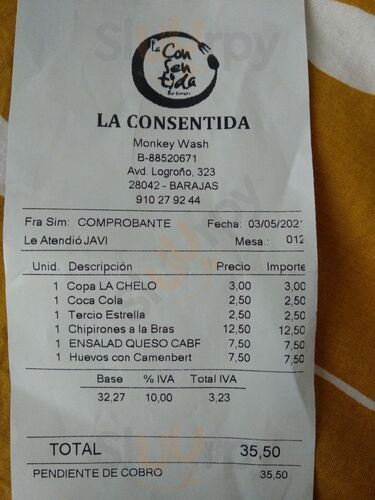 La
Con
sen
tida
LA CONSENTIDA
Monkey Wash
B-88520671
Avd. Logroño, 323
28042 - BARAJAS
910 27 92 44
Fra Sim: COMPROBANTE Fecha: 03/05/2021
Le Atendió JAVI Mesa.: 012
Unid. Descripción Precio Importe
1 Copa LA CHELO 3,00 3,00
1 Coca Cola 2,50 2,50
1 Tercio Estrella 2,50 2,50
1 Chipirones a la Bras 12,50 12,50
1 ENSALAD QUESO CABF 7,50 7,50
1 Huevos con Camenbert 7,50 7,50
Base % IVA Total IVA
32,27 10,00 3,23
TOTAL 35,50
PENDIENTE DE COBRO 35,50